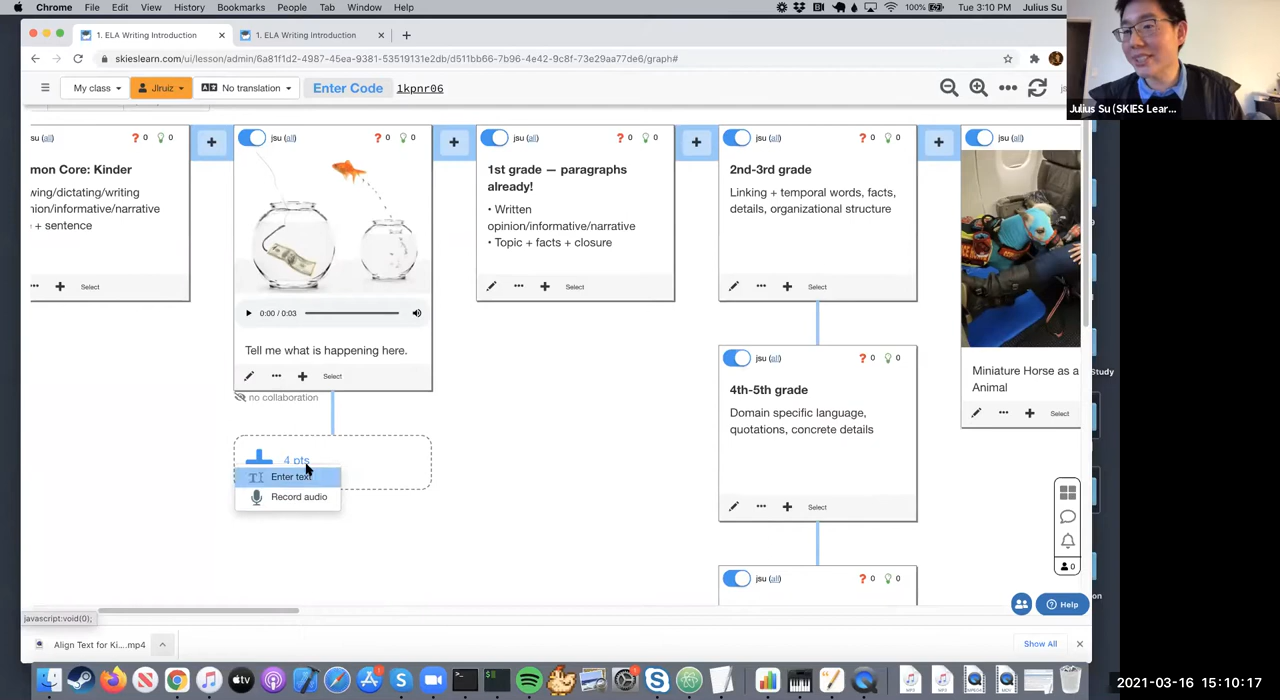 Chrome File Edit View History Bookmarks People Tab Window Help
100% Tue 3:10 PM Julius Su
1. ELA Writing Introduction
1. ELA Writing Introduction
skieslearn.com/ui/lesson/admin/6a81f1d2-4987-45ea-9381-53519131e2db/d511bb66-7b96-4e42-9c8f-73e29aa77de6/graph#
My class
Jlruiz
No translation
Enter Code
1kpnr06
Julius Su (SKIES Lear...
jsu (all) ? 0 0
mon Core: Kinder
wing/dictating/writing
nion/informative/narrative
+ sentence
Select
jsu (all) ? 0 0
0:00 / 0:03
Tell me what is happening here.
Select
no collaboration
4 pts
Enter text
Record audio
jsu (all) ? 0 0
1st grade — paragraphs
already!
• Written
opinion/informative/narrative
• Topic + facts + closure
Select
jsu (all) ? 0 0
2nd-3rd grade
Linking + temporal words, facts,
details, organizational structure
Select
jsu (all) ? 0 0
4th-5th grade
Domain specific language,
quotations, concrete details
Select
jsu (all) ? 0 0
jsu (all)
Miniature Horse as a
Animal
Select
Study
0
Help
javascript:void(0);
Align Text for Ki....mp4
Show All
2021-03-16 15:10:17